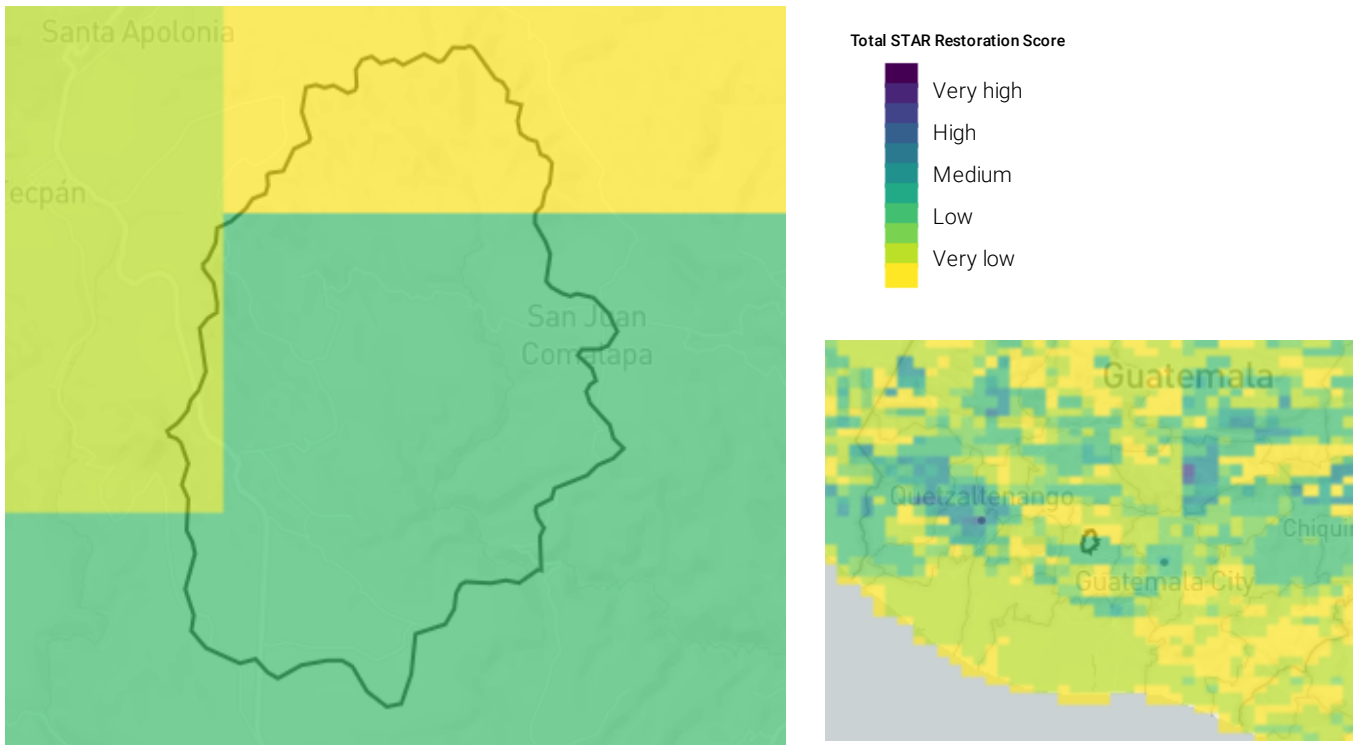 Santa Apolonia
Tecpán
San Juan
Comalapa
Total STAR Restoration Score
Very high
High
Medium
Low
Very low
Guatemala
Quetzaltenango
Guatemala City